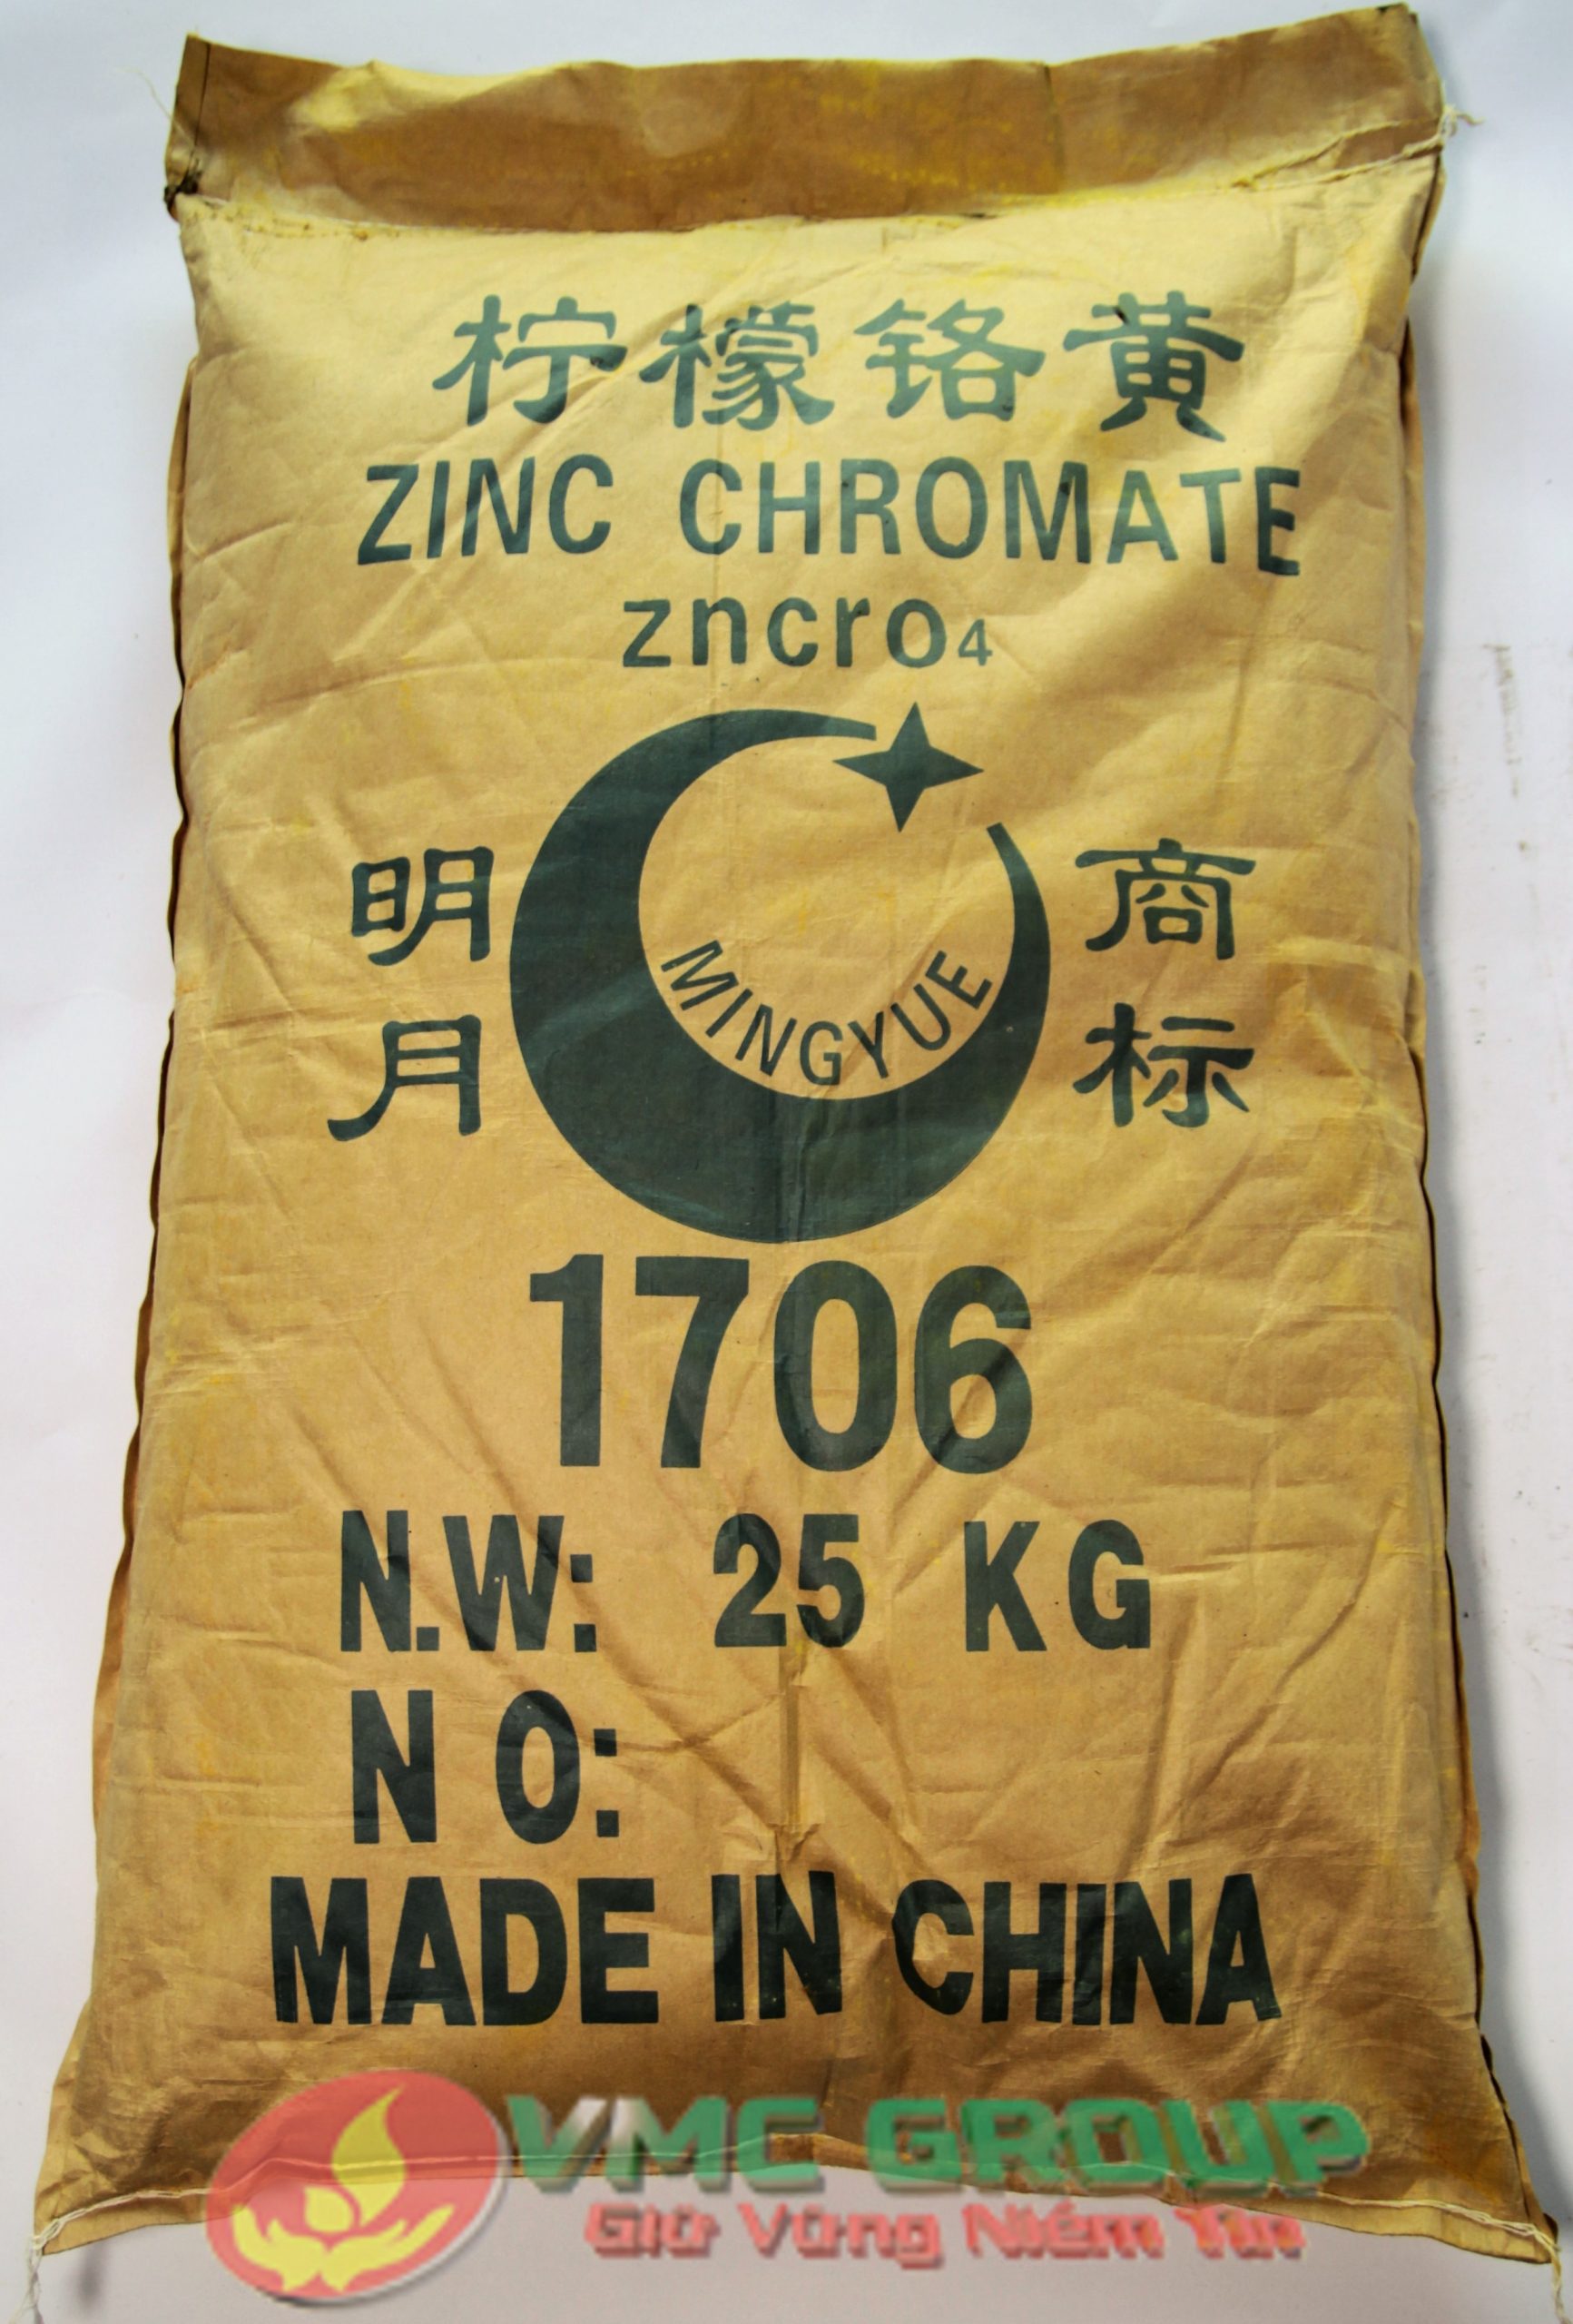 柠檬铬黄
ZINC CHROMATE
zncro4
明月
MINGYUE
商标
1706
N.W: 25 KG
N O:
MADE IN CHINA
VMC GROUP
Giữ Vững Niềm Tin